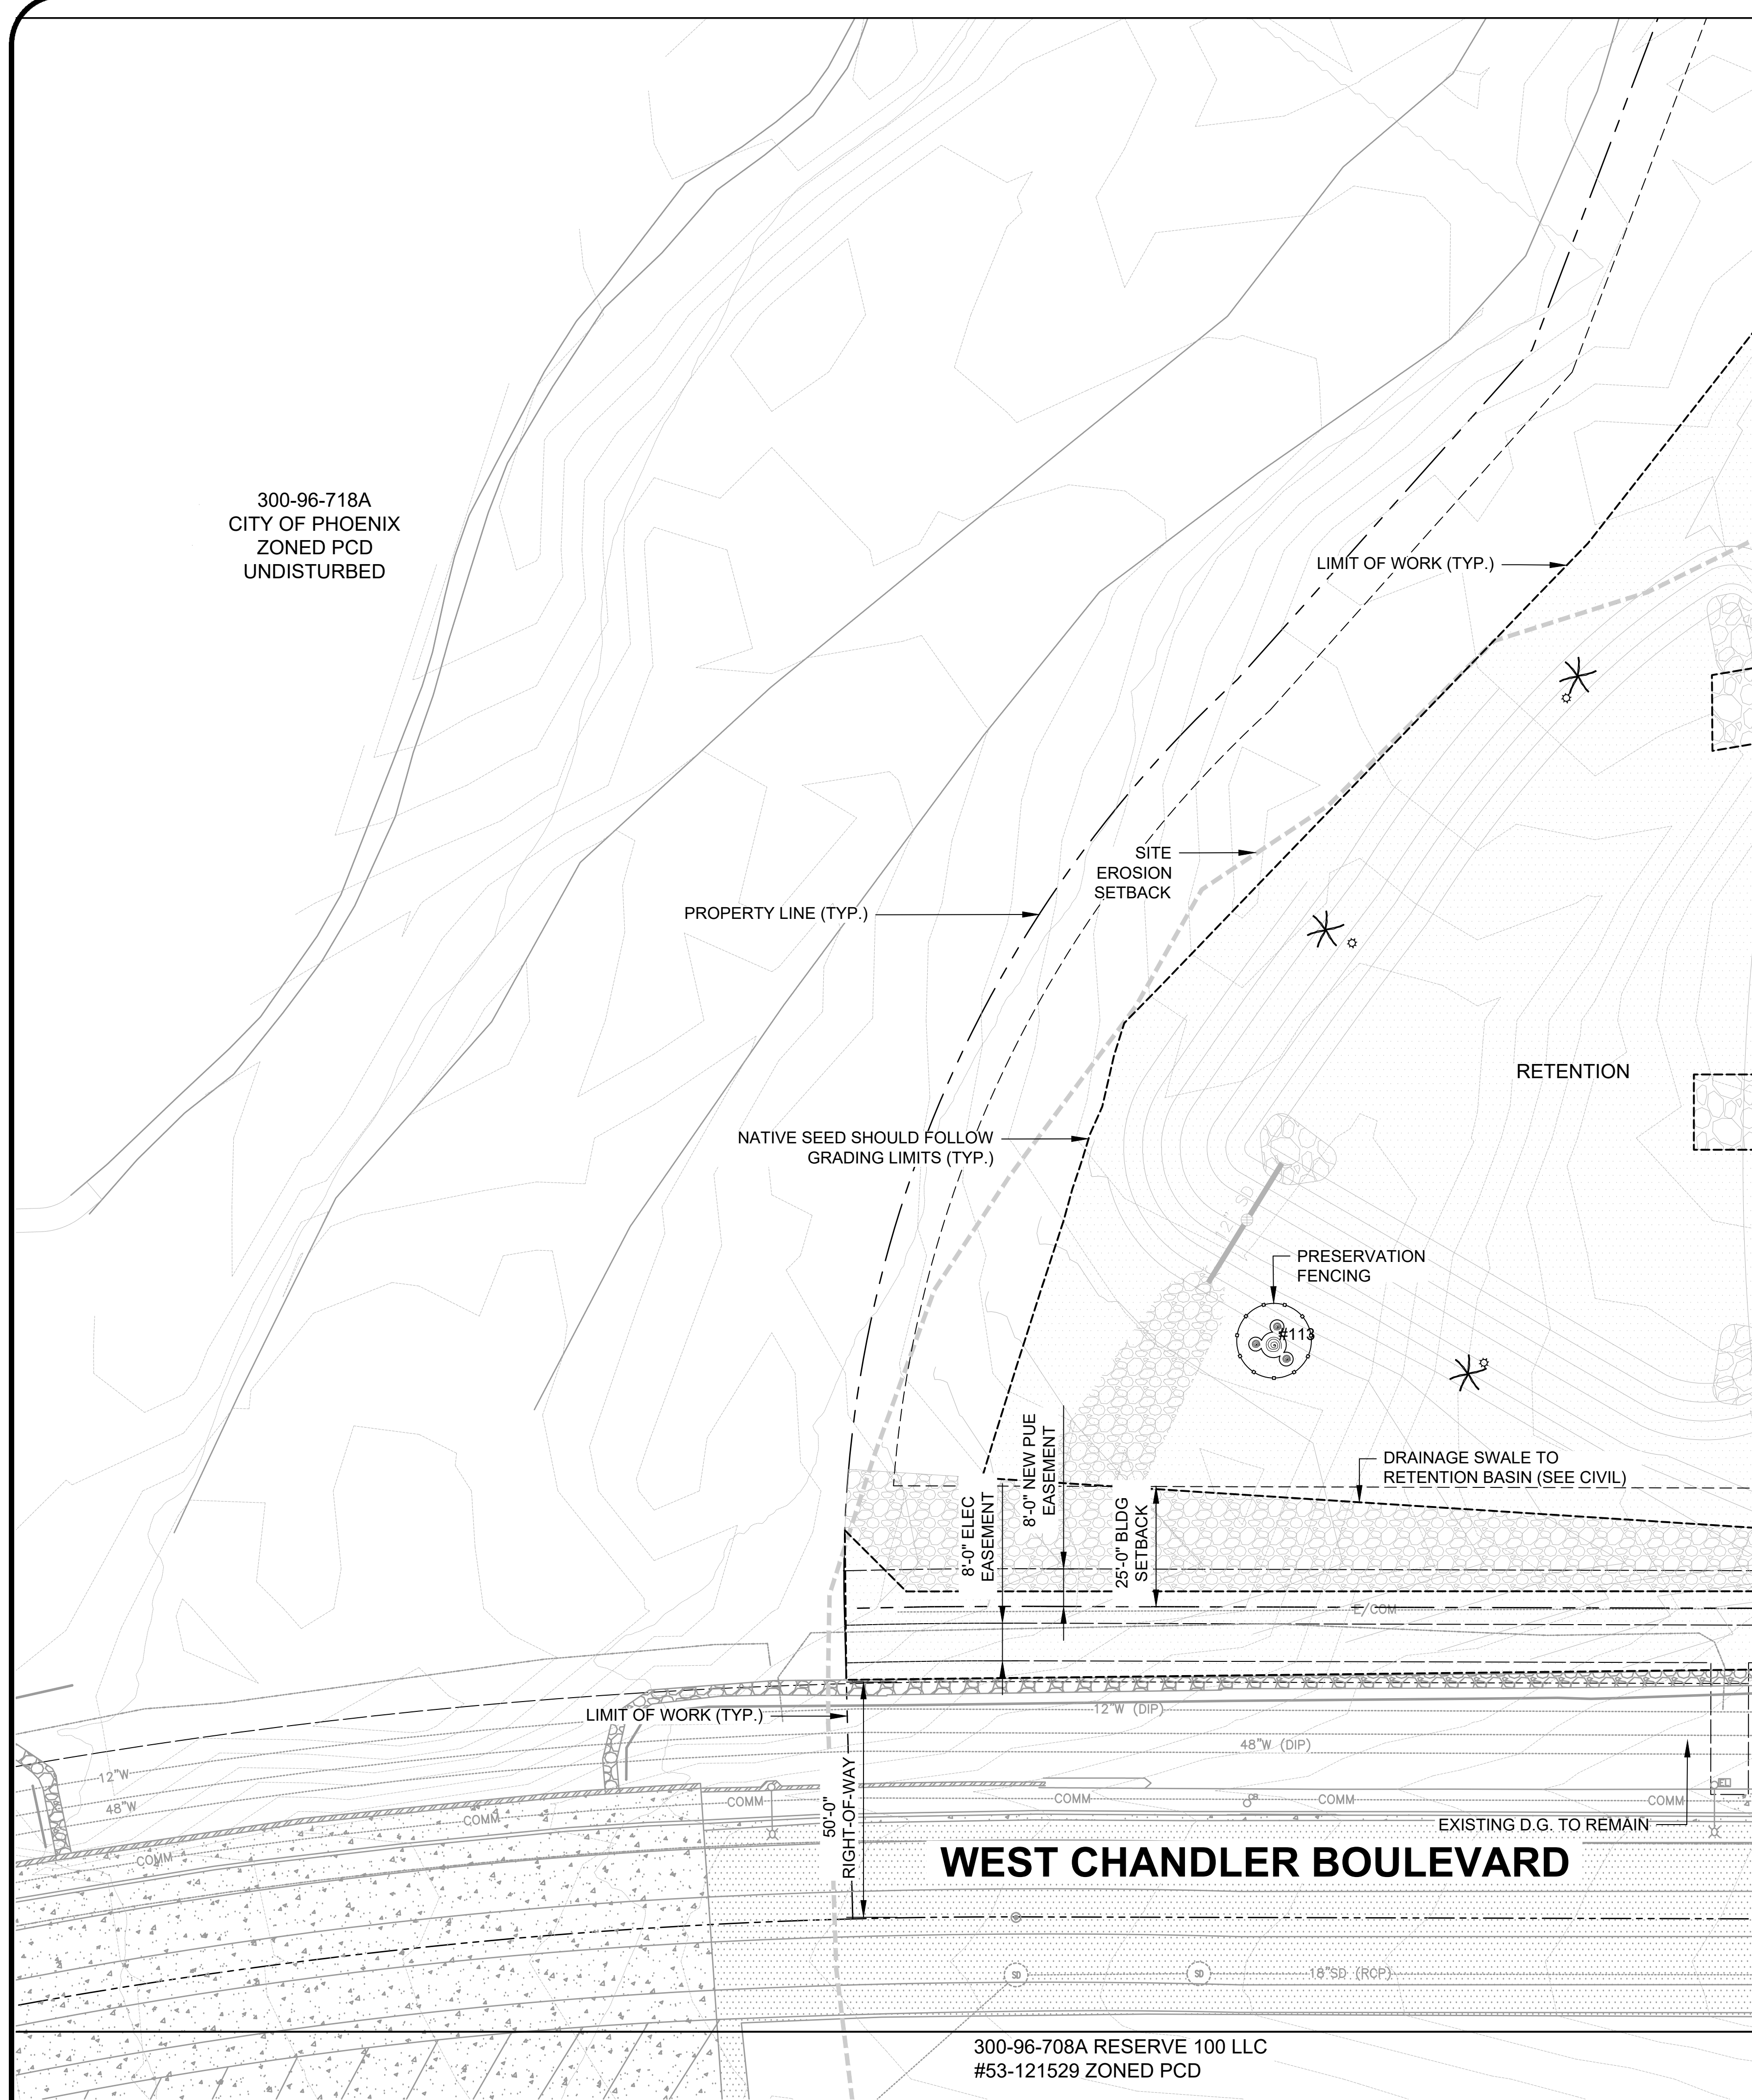 300-96-718A
CITY OF PHOENIX
ZONED PCD
UNDISTURBED
LIMIT OF WORK (TYP.)
SITE
EROSION
SETBACK
PROPERTY LINE (TYP.)
RETENTION
NATIVE SEED SHOULD FOLLOW
GRADING LIMITS (TYP.)
12" SD
PRESERVATION
FENCING
#113
8'-0" NEW PUE
EASEMENT
DRAINAGE SWALE TO
RETENTION BASIN (SEE CIVIL)
8'-0" ELEC
EASEMENT
25'-0" BLDG
SETBACK
E/COM
LIMIT OF WORK (TYP.)
12"W (DIP)
48"W (DIP)
12"W
48"W
50'-0"
RIGHT-OF-WAY
COMM
COMM
COMM
COMM
COMM
COMM
EXISTING D.G. TO REMAIN
WEST CHANDLER BOULEVARD
SD
SD
18"SD (RCP)
300-96-708A RESERVE 100 LLC
#53-121529 ZONED PCD